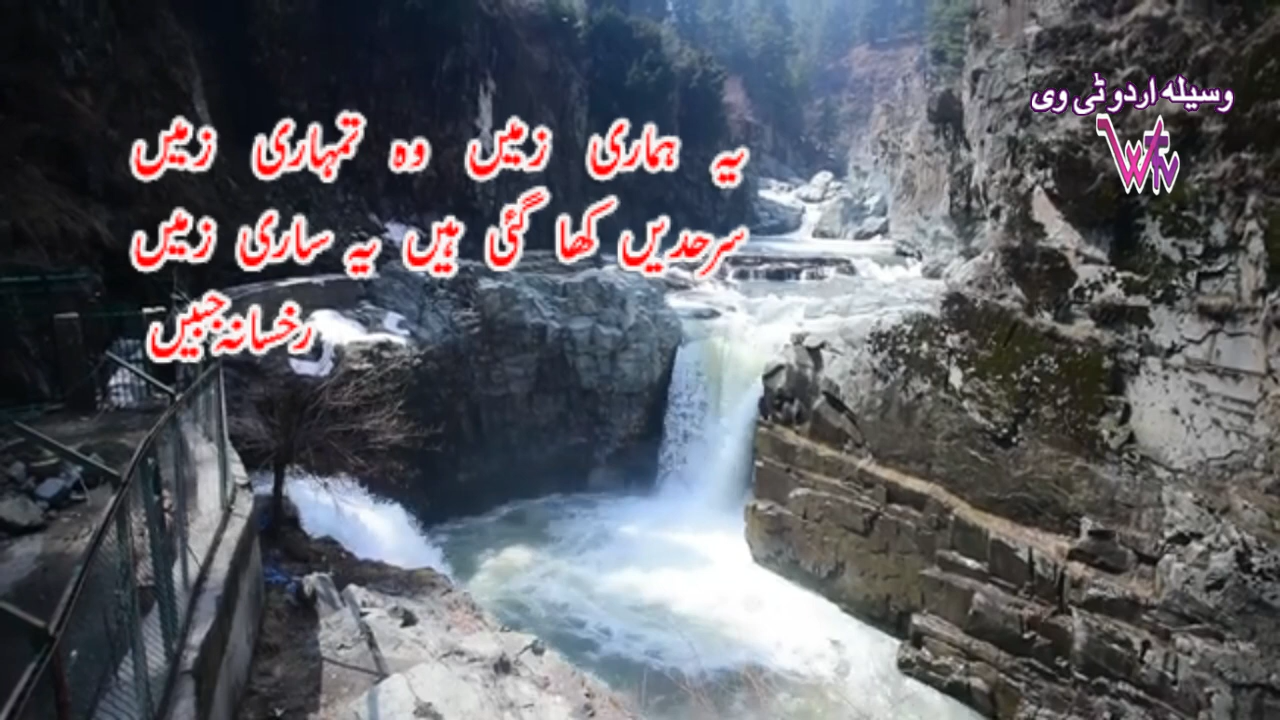 وسیلہ اردو ٹی وی
WTV
یہ ہماری زمیں وہ تمہاری زمیں
سرحدیں کھا گئی ہیں یہ ساری زمیں
رخسانہ جبیں